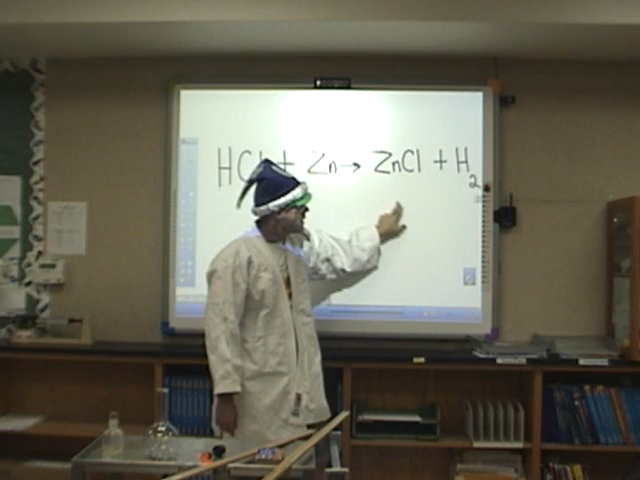 HCl + Zn → ZnCl + H₂